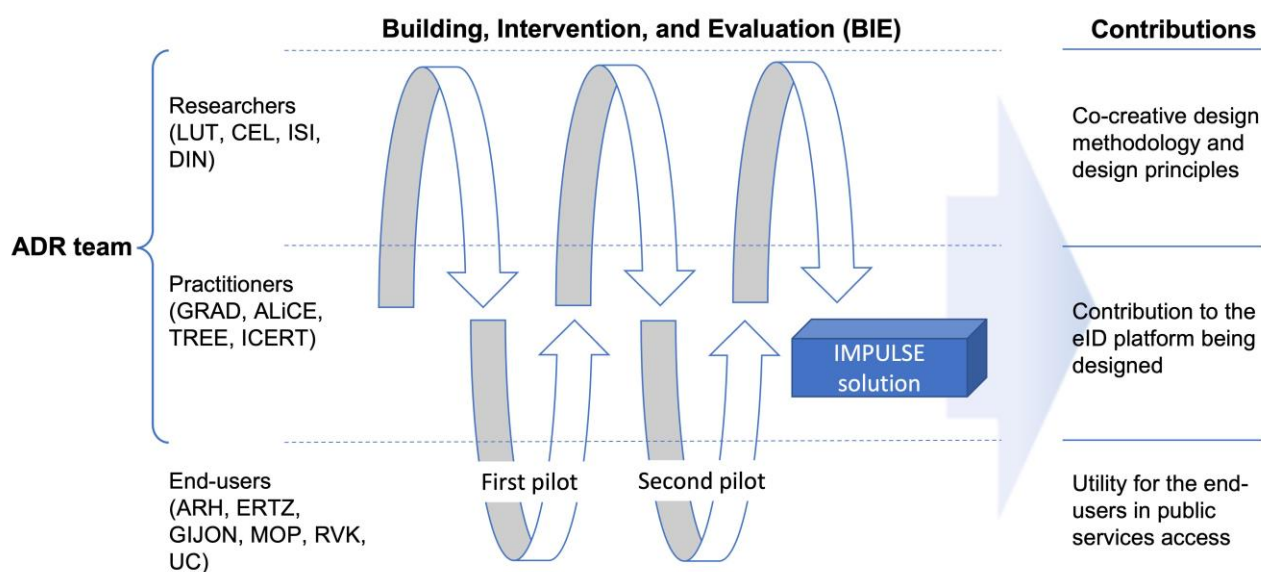 Building, Intervention, and Evaluation (BIE)
Contributions
Researchers
(LUT, CEL, ISI,
DIN)
Co-creative design
methodology and
design principles
ADR team
Practitioners
(GRAD, ALiCE,
TREE, ICERT)
IMPULSE
solution
Contribution to the
eID platform being
designed
End-users
(ARH, ERTZ,
GIJON, MOP, RVK,
UC)
First pilot
Second pilot
Utility for the end-
users in public
services access